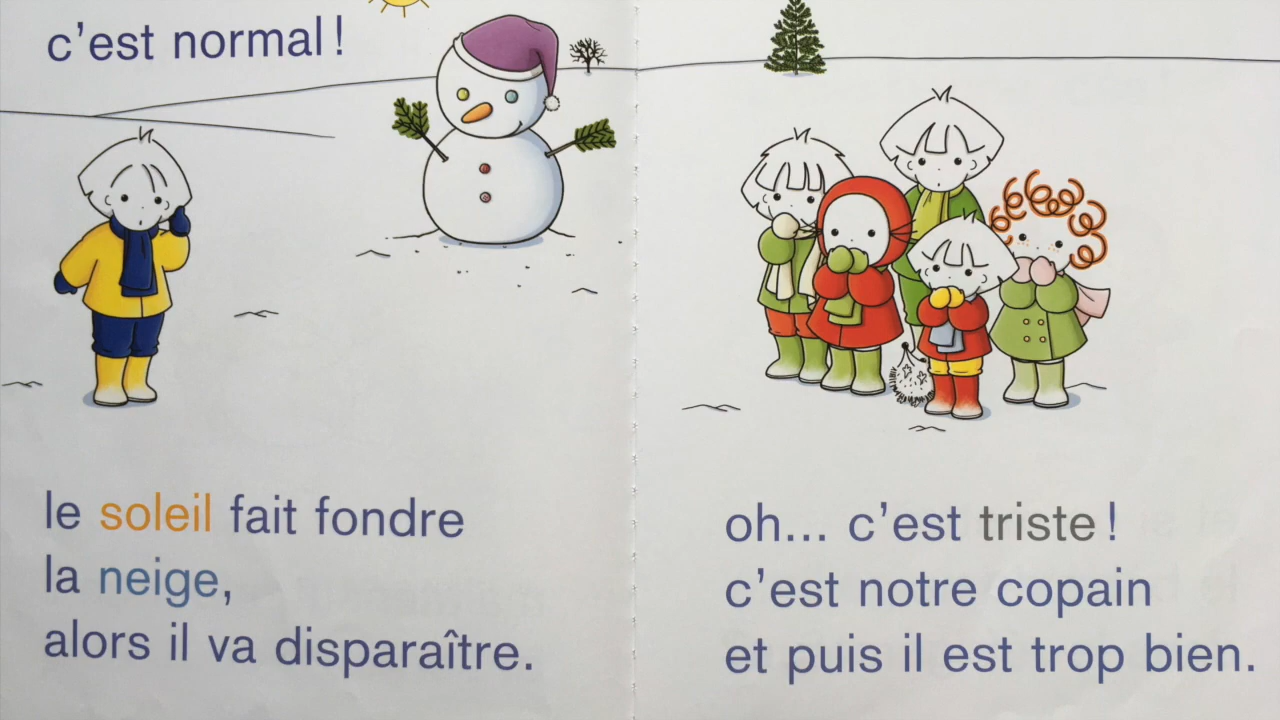 c'est normal !
le soleil fait fondre
la neige,
alors il va disparaître.
oh... c'est triste !
c'est notre copain
et puis il est trop bien.